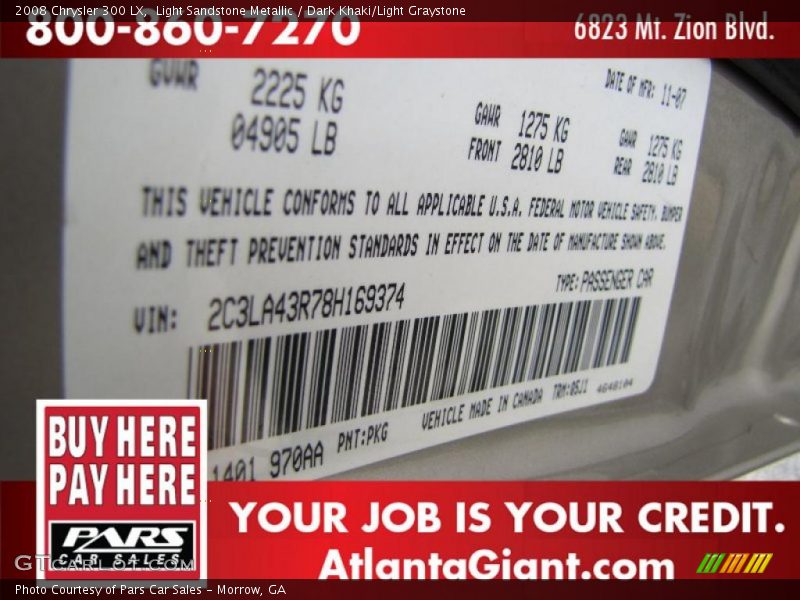 2008 Chrysler 300 LX, Light Sandstone Metallic / Dark Khaki/Light Graystone
800-860-7270
6823 Mt. Zion Blvd.
GVWR 2225 KG
04905 LB
DATE OF MFR: 11-07
GAWR FRONT 1275 KG
2810 LB
GAWR REAR 1275 KG
2810 LB
THIS VEHICLE CONFORMS TO ALL APPLICABLE U.S.A. FEDERAL MOTOR VEHICLE SAFETY, BUMPER
AND THEFT PREVENTION STANDARDS IN EFFECT ON THE DATE OF MANUFACTURE SHOWN ABOVE.
VIN: 2C3LA43R78H169374
TYPE: PASSENGER CAR
VEHICLE MADE IN CANADA TRM:05J1 4648104
1401 970AA PNT:PKG
BUY HERE
PAY HERE
PARS
CAR SALES
YOUR JOB IS YOUR CREDIT.
AtlantaGiant.com
GTCarLot.com
Photo Courtesy of Pars Car Sales - Morrow, GA